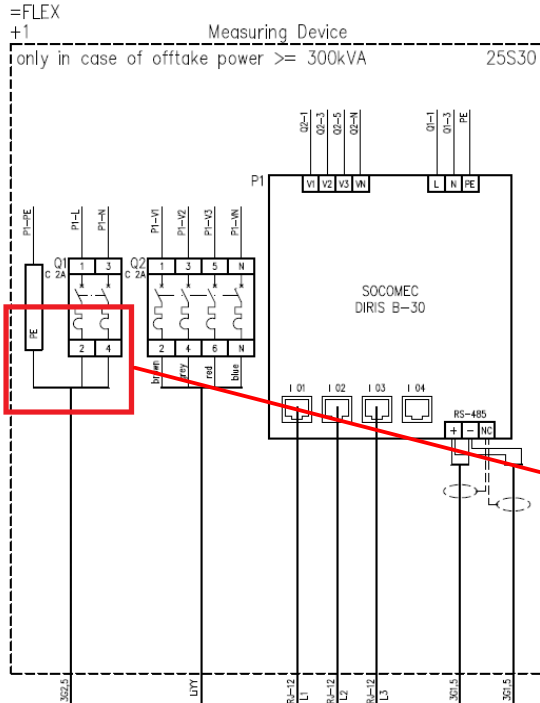 =FLEX
+1
Measuring Device
only in case of offtake power >= 300kVA
25S30
Q2-1
Q2-3
Q2-5
Q2-N
Q1-1
Q1-3
PE
P1
V1 V2 V3 VN
L N PE
P1-PE
P1-L
P1-N
P1-V1
P1-V2
P1-V3
P1-VN
Q1
C 2A
1 3
Q2
C 2A
1 3 5 N
SOCOMEC
DIRIS B-30
PE
2 4
2 4 6 N
brown
grey
red
blue
I 01
I 02
I 03
I 04
RS-485
+ - NC
3G2,5
LiYY
RJ-12
L1
RJ-12
L2
RJ-12
L3
3G1,5
3G1,5